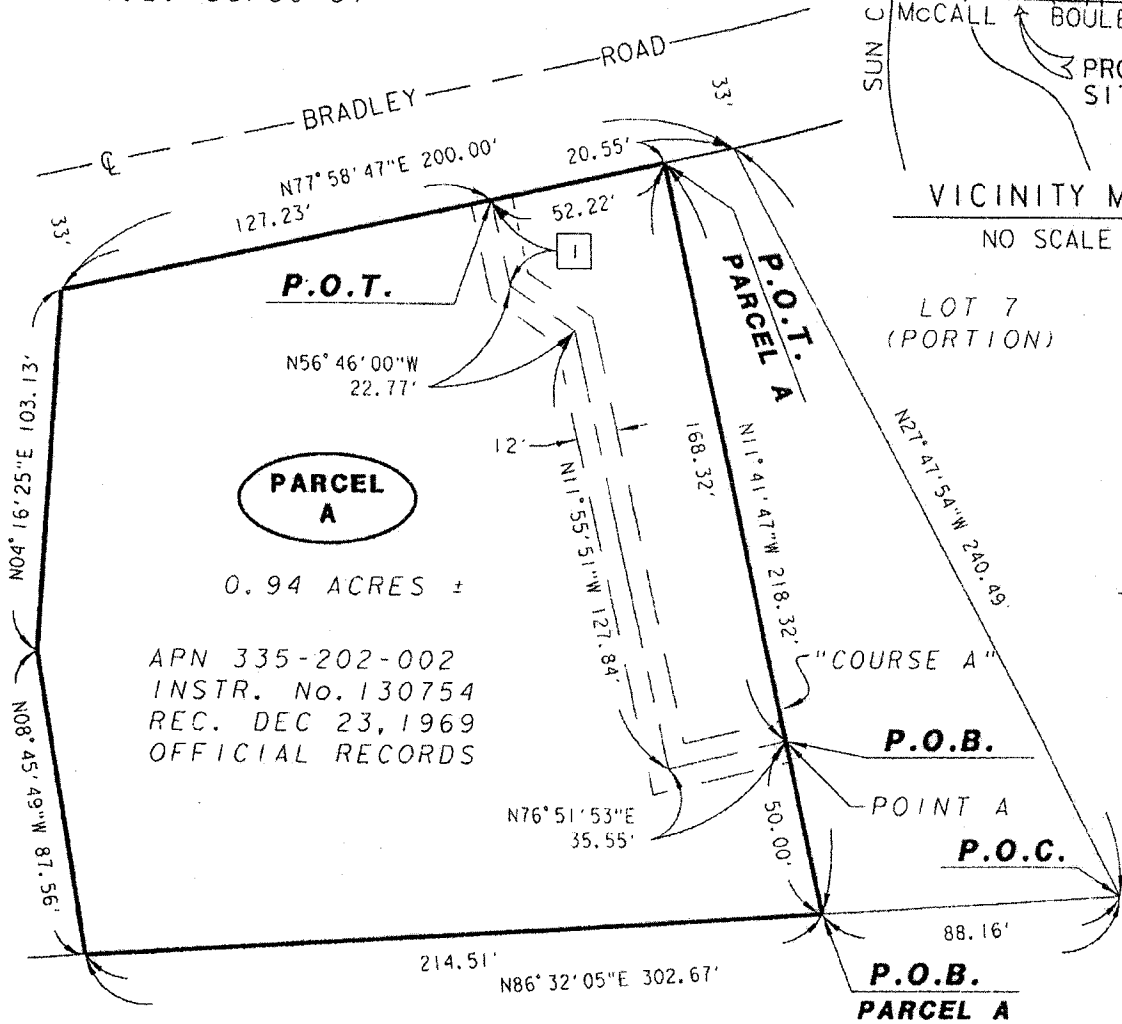 McCALL BOULE
SUN C
PRO
SIT
VICINITY M
NO SCALE
BRADLEY ROAD
33'
33'
N77°58'47"E 200.00'
127.23'
20.55'
52.22'
1
P.O.T.
P.O.T.
PARCEL A
LOT 7
(PORTION)
N56°46'00"W
22.77'
12'
N04°16'25"E 103.13'
PARCEL
A
0.94 ACRES ±
APN 335-202-002
INSTR. No. 130754
REC. DEC 23, 1969
OFFICIAL RECORDS
N11°55'51"W 127.84'
168.32'
N11°41'47"W 218.32'
N27°47'54"W 240.49'
"COURSE A"
P.O.B.
POINT A
N76°51'53"E
35.55'
50.00'
P.O.C.
N08°45'49"W 87.56'
214.51'
N86°32'05"E 302.67'
88.16'
P.O.B.
PARCEL A